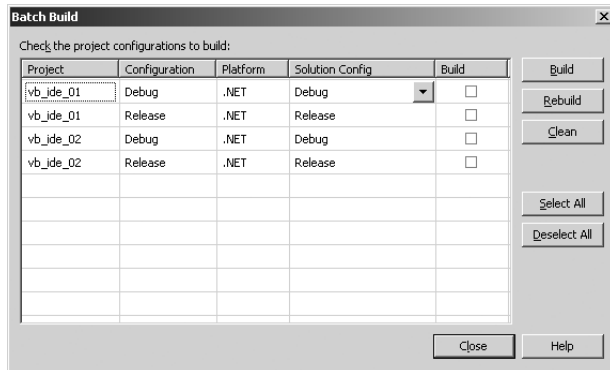 Batch Build
Check the project configurations to build:
Project Configuration Platform Solution Config Build
vb_ide_01 Debug .NET Debug
vb_ide_01 Release .NET Release
vb_ide_02 Debug .NET Debug
vb_ide_02 Release .NET Release
Build
Rebuild
Clean
Select All
Deselect All
Close Help